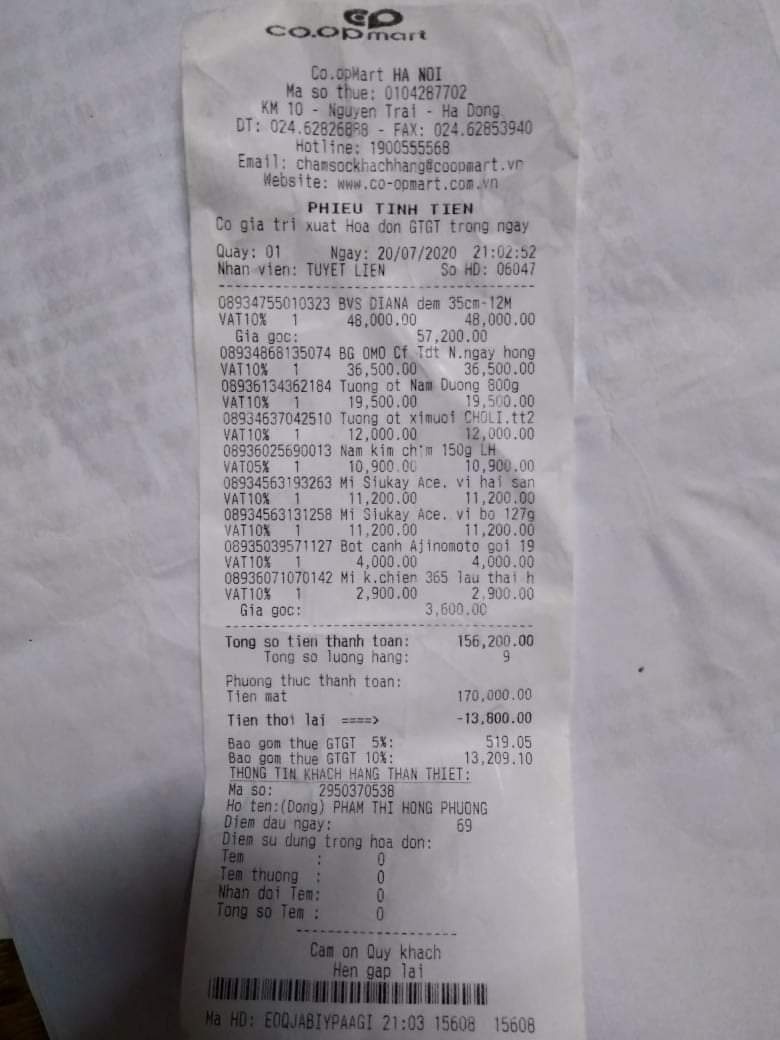 co.opmart
Co.opMart HA NOI
Ma so thue: 0104287702
KM 10 - Nguyen Trai - Ha Dong
DT: 024.62826888 - FAX: 024.62853940
Hotline: 1900555568
Email: chamsockhachhang@coopmart.vn
Website: www.co-opmart.com.vn
PHIEU TINH TIEN
Co gia tri xuat Hoa don GTGT trong ngay
Quay: 01 Ngay: 20/07/2020 21:02:52
Nhan vien: TUYET LIEN So HD: 06047
08934755010323 BVS DIANA dem 35cm-12M
VAT10% 1 48,000.00 48,000.00
Gia goc: 57,200.00
08934868135074 BG OMO Cf Tdt N.ngay hong
VAT10% 1 36,500.00 36,500.00
08936134362184 Tuong ot Nam Duong 800g
VAT10% 1 19,500.00 19,500.00
08934637042510 Tuong ot ximuoi CHOLI.tt2
VAT10% 1 12,000.00 12,000.00
08936025690013 Nam kim chim 150g LH
VAT05% 1 10,900.00 10,900.00
08934563193263 Mi Siukay Ace. vi hai san
VAT10% 1 11,200.00 11,200.00
08934563131258 Mi Siukay Ace. vi bo 127g
VAT10% 1 11,200.00 11,200.00
08935039571127 Bot canh Ajinomoto goi 19
VAT10% 1 4,000.00 4,000.00
08936071070142 Mi k.chien 365 lau thai h
VAT10% 1 2,900.00 2,900.00
Gia goc: 3,600.00
Tong so tien thanh toan: 156,200.00
Tong so luong hang: 9
Phuong thuc thanh toan:
Tien mat 170,000.00
Tien thoi lai ====> -13,800.00
Bao gom thue GTGT 5%: 519.05
Bao gom thue GTGT 10%: 13,209.10
THONG TIN KHACH HANG THAN THIET:
Ma so: 2950370538
Ho ten:(Dong) PHAM THI HONG PHUONG
Diem dau ngay: 69
Diem su dung trong hoa don:
Tem : 0
Tem thuong : 0
Nhan doi Tem: 0
Tong so Tem : 0
Cam on Quy khach
Hen gap lai
Ma HD: EOQJABIYPAAGI 21:03 15608 15608